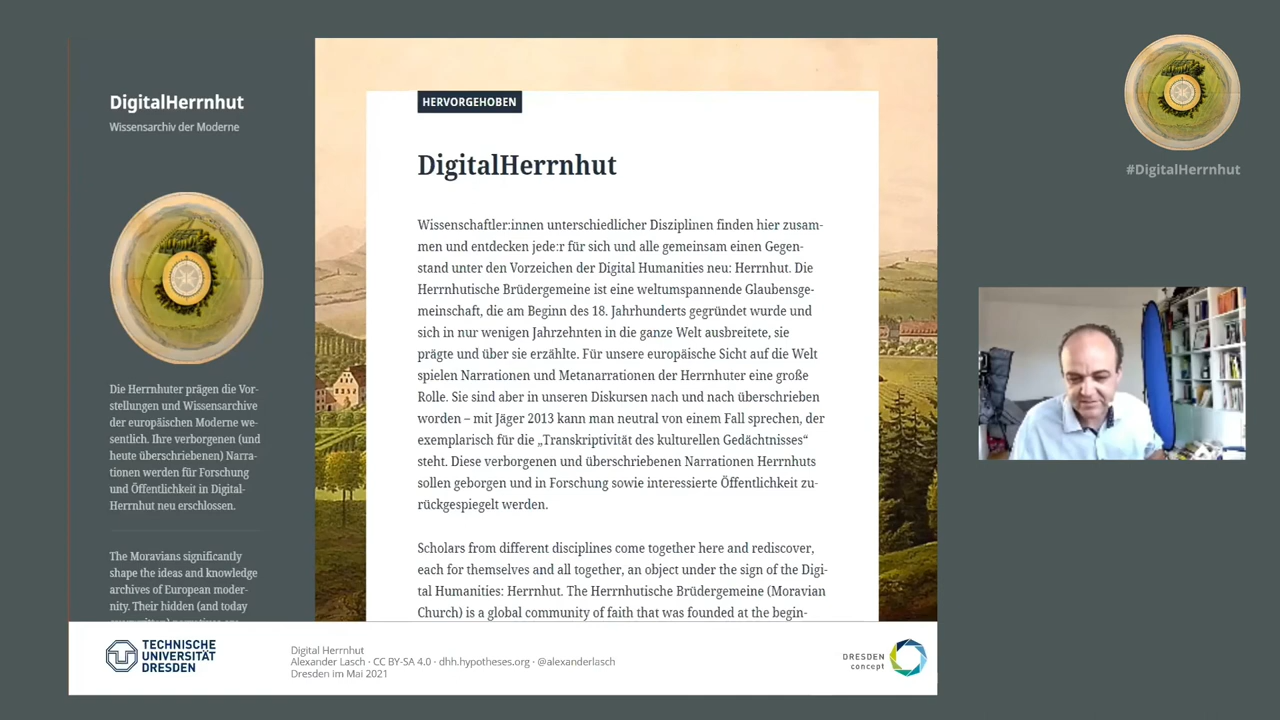 DigitalHerrnhut
Wissensarchiv der Moderne
Die Herrnhuter prägen die Vor-
stellungen und Wissensarchive
der europäischen Moderne we-
sentlich. Ihre verborgenen (und
heute überschriebenen) Narra-
tionen werden für Forschung
und Öffentlichkeit in Digital-
Herrnhut neu erschlossen.
The Moravians significantly
shape the ideas and knowledge
archives of European moder-
nity. Their hidden (and today
HERVORGEHOBEN
DigitalHerrnhut
Wissenschaftler:innen unterschiedlicher Disziplinen finden hier zusam-
men und entdecken jede:r für sich und alle gemeinsam einen Gegen-
stand unter den Vorzeichen der Digital Humanities neu: Herrnhut. Die
Herrnhutische Brüdergemeine ist eine weltumspannende Glaubensge-
meinschaft, die am Beginn des 18. Jahrhunderts gegründet wurde und
sich in nur wenigen Jahrzehnten in die ganze Welt ausbreitete, sie
prägte und über sie erzählte. Für unsere europäische Sicht auf die Welt
spielen Narrationen und Metanarrationen der Herrnhuter eine große
Rolle. Sie sind aber in unseren Diskursen nach und nach überschrieben
worden – mit Jäger 2013 kann man neutral von einem Fall sprechen, der
exemplarisch für die „Transkriptivität des kulturellen Gedächtnisses“
steht. Diese verborgenen und überschriebenen Narrationen Herrnhuts
sollen geborgen und in Forschung sowie interessierte Öffentlichkeit zu-
rückgespiegelt werden.
Scholars from different disciplines come together here and rediscover,
each for themselves and all together, an object under the sign of the Digi-
tal Humanities: Herrnhut. The Herrnhutische Brüdergemeine (Moravian
Church) is a global community of faith that was founded at the begin-
TECHNISCHE
UNIVERSITÄT
DRESDEN
Digital Herrnhut
Alexander Lasch · CC BY-SA 4.0 · dhh.hypotheses.org · @alexanderlasch
Dresden im Mai 2021
DRESDEN
concept
#DigitalHerrnhut